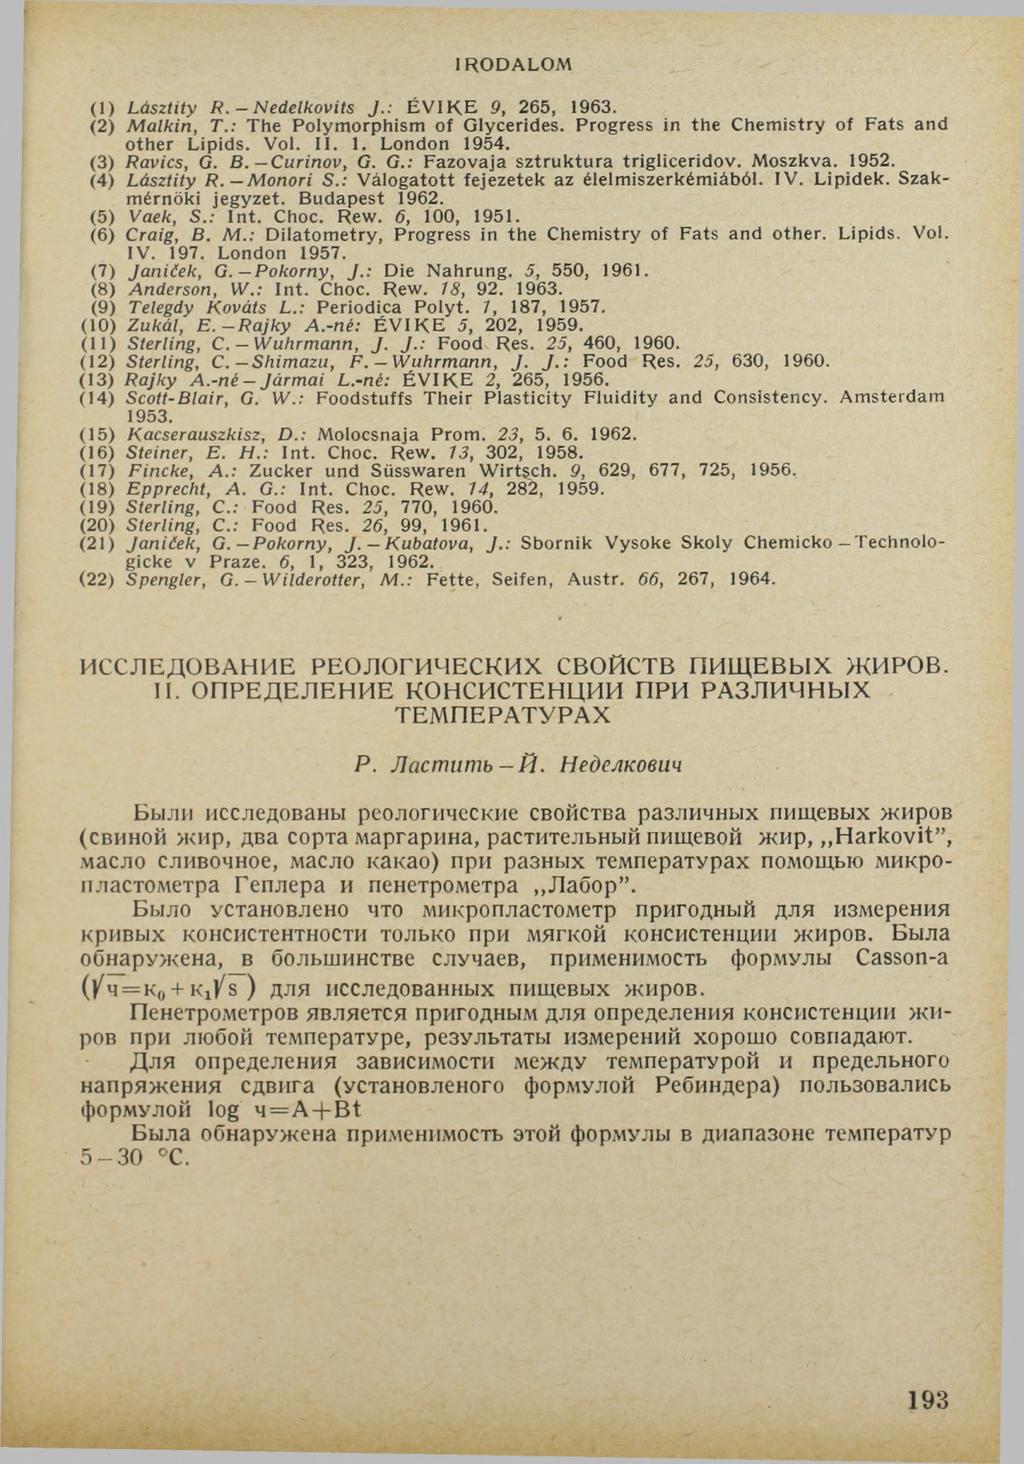 IRODALOM
(1) Lásztity R. – Nedelkovits J.: ÉVIKE 9, 265, 1963.
(2) Malkin, T.: The Polymorphism of Glycerides. Progress in the Chemistry of Fats and
other Lipids. Vol. II. 1. London 1954.
(3) Ravics, G. B. – Curinov, G. G.: Fazovaja sztruktura trigliceridov. Moszkva. 1952.
(4) Lásztity R. – Monori S.: Válogatott fejezetek az élelmiszerkémiából. IV. Lipidek. Szak-
mérnöki jegyzet. Budapest 1962.
(5) Vaek, S.: Int. Choc. Rew. 6, 100, 1951.
(6) Craig, B. M.: Dilatometry, Progress in the Chemistry of Fats and other. Lipids. Vol.
IV. 197. London 1957.
(7) Janiček, G. – Pokorny, J.: Die Nahrung. 5, 550, 1961.
(8) Anderson, W.: Int. Choc. Rew. 18, 92. 1963.
(9) Telegdy Kováts L.: Periodica Polyt. 1, 187, 1957.
(10) Zukál, E. – Rajky A.-né: ÉVIKE 5, 202, 1959.
(11) Sterling, C. – Wuhrmann, J. J.: Food Res. 25, 460, 1960.
(12) Sterling, C. – Shimazu, F. – Wuhrmann, J. J.: Food Res. 25, 630, 1960.
(13) Rajky A.-né – Jármai L.-né: ÉVIKE 2, 265, 1956.
(14) Scott-Blair, G. W.: Foodstuffs Their Plasticity Fluidity and Consistency. Amsterdam
1953.
(15) Kacserauszkisz, D.: Molocsnaja Prom. 23, 5. 6. 1962.
(16) Steiner, E. H.: Int. Choc. Rew. 13, 302, 1958.
(17) Fincke, A.: Zucker und Süsswaren Wirtsch. 9, 629, 677, 725, 1956.
(18) Epprecht, A. G.: Int. Choc. Rew. 14, 282, 1959.
(19) Sterling, C.: Food Res. 25, 770, 1960.
(20) Sterling, C.: Food Res. 26, 99, 1961.
(21) Janiček, G. – Pokorny, J. – Kubatova, J.: Sbornik Vysoke Skoly Chemicko – Technolo-
gicke v Praze. 6, 1, 323, 1962.
(22) Spengler, G. – Wilderotter, M.: Fette, Seifen, Austr. 66, 267, 1964.
ИССЛЕДОВАНИЕ РЕОЛОГИЧЕСКИХ СВОЙСТВ ПИЩЕВЫХ ЖИРОВ.
II. ОПРЕДЕЛЕНИЕ КОНСИСТЕНЦИИ ПРИ РАЗЛИЧНЫХ
ТЕМПЕРАТУРАХ
Р. Ластить – Й. Неделкович
Были исследованы реологические свойства различных пищевых жиров
(свиной жир, два сорта маргарина, растительный пищевой жир, „Harkovit”,
масло сливочное, масло какао) при разных температурах помощью микро-
пластометра Геплера и пенетрометра „Лабор”.
Было установлено что микропластометр пригодный для измерения
кривых консистентности только при мягкой консистенции жиров. Была
обнаружена, в большинстве случаев, применимость формулы Casson-а
(√ч=к₀+к₁√s ) для исследованных пищевых жиров.
Пенетрометров является пригодным для определения консистенции жи-
ров при любой температуре, результаты измерений хорошо совпадают.
Для определения зависимости между температурой и предельного
напряжения сдвига (установленого формулой Ребиндера) пользовались
формулой log ч=А+Bt
Была обнаружена применимость этой формулы в диапазоне температур
5 – 30 °C.
193